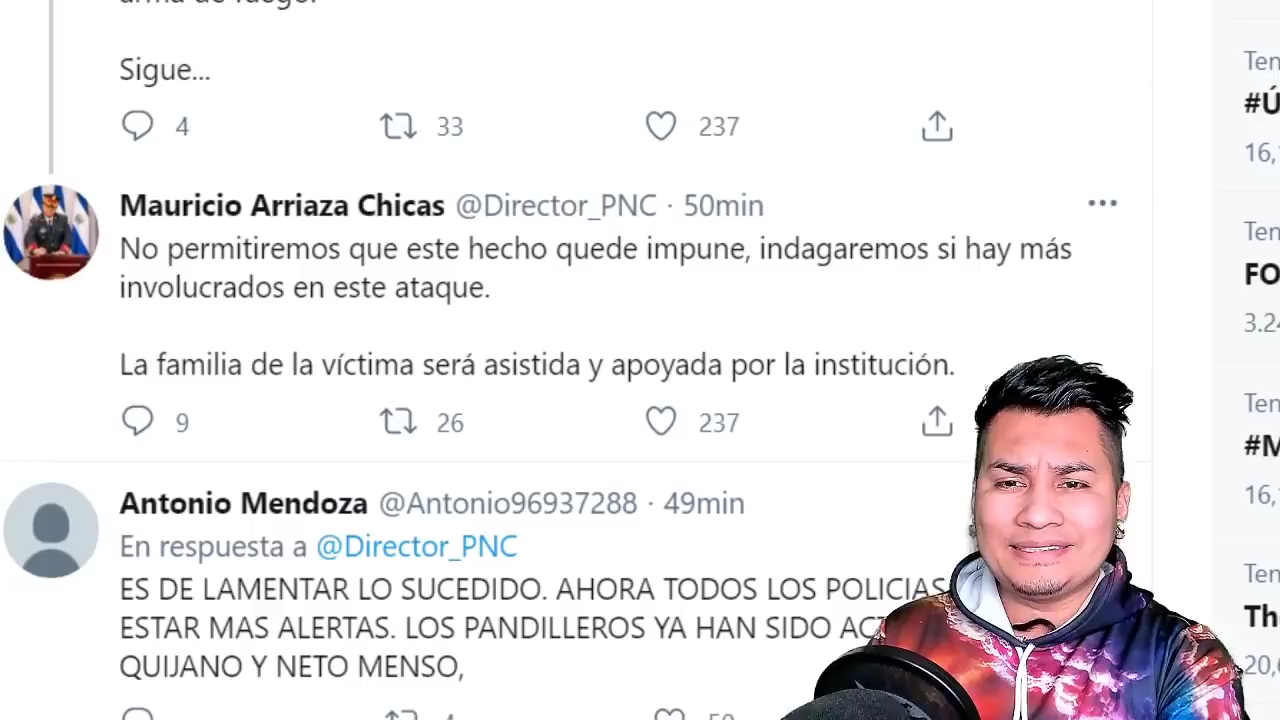 Sigue...
4 33 237
Mauricio Arriaza Chicas @Director_PNC · 50min
No permitiremos que este hecho quede impune, indagaremos si hay más
involucrados en este ataque.
La familia de la víctima será asistida y apoyada por la institución.
9 26 237
Antonio Mendoza @Antonio96937288 · 49min
En respuesta a @Director_PNC
ES DE LAMENTAR LO SUCEDIDO. AHORA TODOS LOS POLICIAS
ESTAR MAS ALERTAS. LOS PANDILLEROS YA HAN SIDO
QUIJANO Y NETO MENSO,